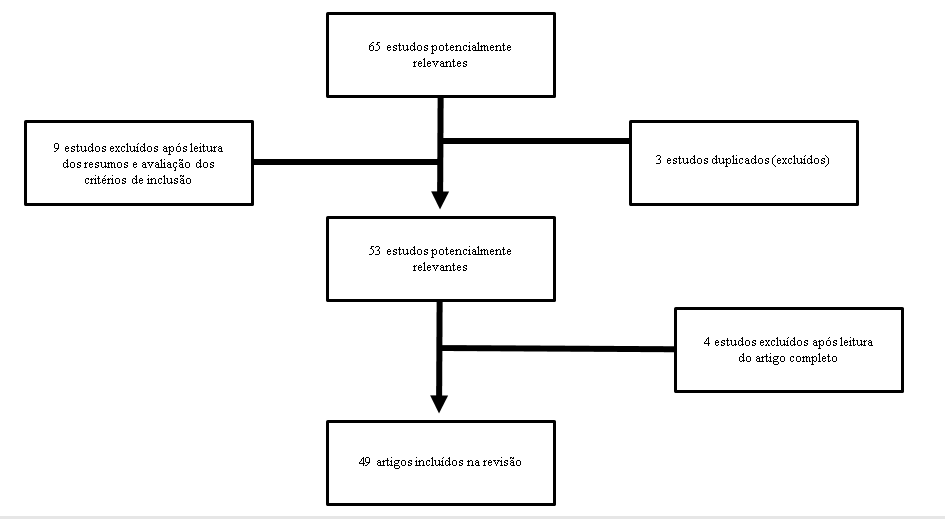 65 estudos potencialmente
relevantes
9 estudos excluídos após leitura
dos resumos e avaliação dos
critérios de inclusão
3 estudos duplicados (excluídos)
53 estudos potencialmente
relevantes
4 estudos excluídos após leitura
do artigo completo
49 artigos incluídos na revisão